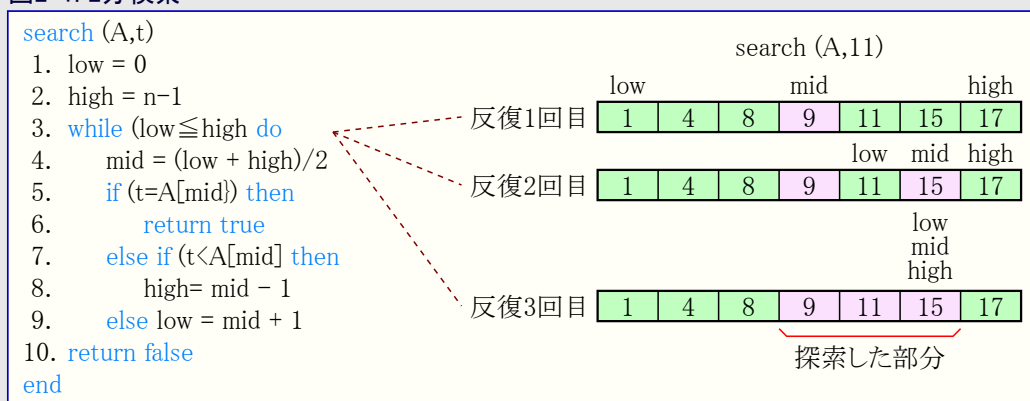 search (A,t)
1. low = 0
2. high = n-1
3. while (low≦high do
4. mid = (low + high)/2
5. if (t=A[mid}) then
6. return true
7. else if (t<A[mid] then
8. high= mid - 1
9. else low = mid + 1
10. return false
end
search (A,11)
low mid high
反復1回目 1 4 8 9 11 15 17
low mid high
反復2回目 1 4 8 9 11 15 17
low
mid
high
反復3回目 1 4 8 9 11 15 17
探索した部分